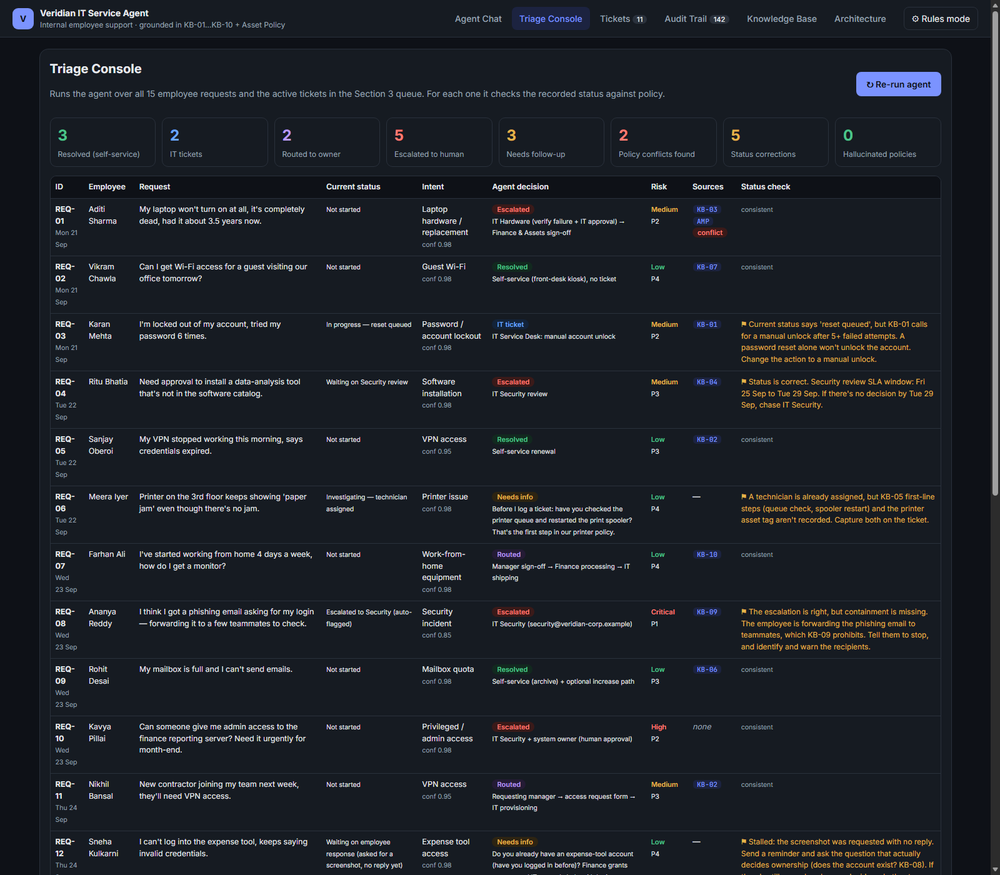 V
Veridian IT Service Agent
Internal employee support · grounded in KB-01...KB-10 + Asset Policy
Agent Chat
Triage Console
Tickets 11
Audit Trail 142
Knowledge Base
Architecture
⚙ Rules mode
Triage Console
Runs the agent over all 15 employee requests and the active tickets in the Section 3 queue. For each one it checks the recorded status against policy.
↻ Re-run agent
3
Resolved (self-service)
2
IT tickets
2
Routed to owner
5
Escalated to human
3
Needs follow-up
2
Policy conflicts found
5
Status corrections
0
Hallucinated policies
ID Employee Request Current status Intent Agent decision Risk Sources Status check
REQ-
01
Mon 21
Sep
Aditi
Sharma
My laptop won't turn on at all, it's completely
dead, had it about 3.5 years now.
Not started
Laptop
hardware /
replacement
conf 0.98
Escalated
IT Hardware (verify failure + IT approval) →
Finance & Assets sign-off
Medium
P2
KB-03
AMP
conflict
consistent
REQ-
02
Mon 21
Sep
Vikram
Chawla
Can I get Wi-Fi access for a guest visiting our
office tomorrow?
Not started
Guest Wi-Fi
conf 0.98
Resolved
Self-service (front-desk kiosk), no ticket
Low
P4
KB-07
consistent
REQ-
03
Mon 21
Sep
Karan
Mehta
I'm locked out of my account, tried my
password 6 times.
In progress — reset queued
Password /
account lockout
conf 0.98
IT ticket
IT Service Desk: manual account unlock
Medium
P2
KB-01
⚑ Current status says 'reset queued', but KB-01 calls
for a manual unlock after 5+ failed attempts. A
password reset alone won't unlock the account.
Change the action to a manual unlock.
REQ-
04
Tue 22
Sep
Ritu Bhatia
Need approval to install a data-analysis tool
that's not in the software catalog.
Waiting on Security review
Software
installation
conf 0.98
Escalated
IT Security review
Medium
P3
KB-04
⚑ Status is correct. Security review SLA window: Fri
25 Sep to Tue 29 Sep. If there's no decision by Tue 29
Sep, chase IT Security.
REQ-
05
Tue 22
Sep
Sanjay
Oberoi
My VPN stopped working this morning, says
credentials expired.
Not started
VPN access
conf 0.95
Resolved
Self-service renewal
Low
P3
KB-02
consistent
REQ-
06
Tue 22
Sep
Meera Iyer
Printer on the 3rd floor keeps showing 'paper
jam' even though there's no jam.
Investigating — technician
assigned
Printer issue
conf 0.98
Needs info
Before I log a ticket: have you checked the
printer queue and restarted the print spooler?
That's the first step in our printer policy.
Low
P4
—
⚑ A technician is already assigned, but KB-05 first-line
steps (queue check, spooler restart) and the printer
asset tag aren't recorded. Capture both on the ticket.
REQ-
07
Wed
23 Sep
Farhan Ali
I've started working from home 4 days a week,
how do I get a monitor?
Not started
Work-from-
home
equipment
conf 0.98
Routed
Manager sign-off → Finance processing → IT
shipping
Low
P4
KB-10
consistent
REQ-
08
Wed
23 Sep
Ananya
Reddy
I think I got a phishing email asking for my login
— forwarding it to a few teammates to check.
Escalated to Security (auto-
flagged)
Security
incident
conf 0.85
Escalated
IT Security (security@veridian-corp.example)
Critical
P1
KB-09
⚑ The escalation is right, but containment is missing.
The employee is forwarding the phishing email to
teammates, which KB-09 prohibits. Tell them to stop,
and identify and warn the recipients.
REQ-
09
Wed
23 Sep
Rohit
Desai
My mailbox is full and I can't send emails.
Not started
Mailbox quota
conf 0.98
Resolved
Self-service (archive) + optional increase path
Low
P3
KB-06
consistent
REQ-
10
Wed
23 Sep
Kavya
Pillai
Can someone give me admin access to the
finance reporting server? Need it urgently for
month-end.
Not started
Privileged /
admin access
conf 0.98
Escalated
IT Security + system owner (human approval)
High
P2
none
consistent
REQ-
11
Thu 24
Sep
Nikhil
Bansal
New contractor joining my team next week,
they'll need VPN access.
Not started
VPN access
conf 0.95
Routed
Requesting manager → access request form →
IT provisioning
Medium
P3
KB-02
consistent
REQ-
12
Thu 24
Sneha
Kulkarni
I can't log into the expense tool, keeps saying
invalid credentials.
Waiting on employee
response (asked for a
screenshot, no reply yet)
Expense tool
access
conf 0.98
Needs info
Do you already have an expense-tool account
(have you logged in before)? Finance grants
Low
P4
—
⚑ Stalled: the screenshot was requested with no reply.
Send a reminder and ask the question that actually
decides ownership (does the account exist? KB-08). If